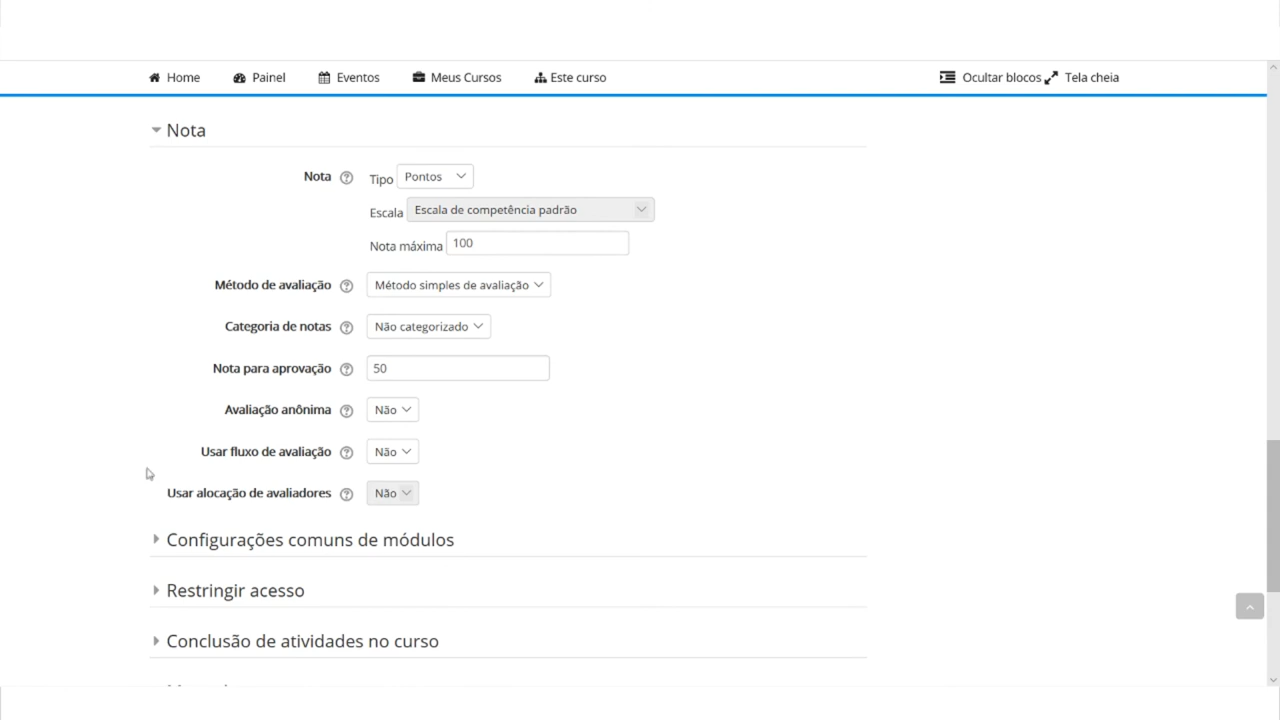 Home Painel Eventos Meus Cursos Este curso Ocultar blocos Tela cheia
Nota
Nota Tipo Pontos
Escala Escala de competência padrão
Nota máxima 100
Método de avaliação Método simples de avaliação
Categoria de notas Não categorizado
Nota para aprovação 50
Avaliação anônima Não
Usar fluxo de avaliação Não
Usar alocação de avaliadores Não
Configurações comuns de módulos
Restringir acesso
Conclusão de atividades no curso